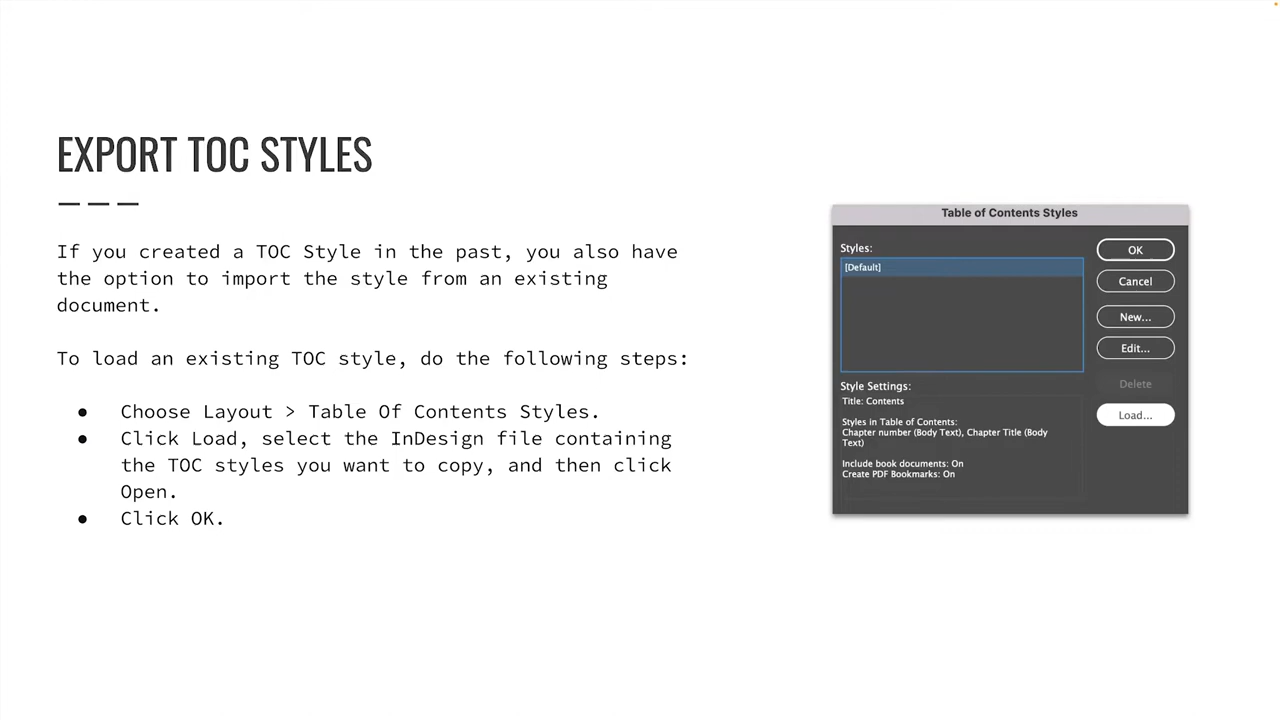 EXPORT TOC STYLES
If you created a TOC Style in the past, you also have
the option to import the style from an existing
document.
To load an existing TOC style, do the following steps:
● Choose Layout > Table Of Contents Styles.
● Click Load, select the InDesign file containing
the TOC styles you want to copy, and then click
Open.
● Click OK.
Table of Contents Styles
Styles:
[Default]
OK
Cancel
New...
Edit...
Delete
Load...
Style Settings:
Title: Contents
Styles in Table of Contents:
Chapter number (Body Text), Chapter Title (Body
Text)
Include book documents: On
Create PDF Bookmarks: On